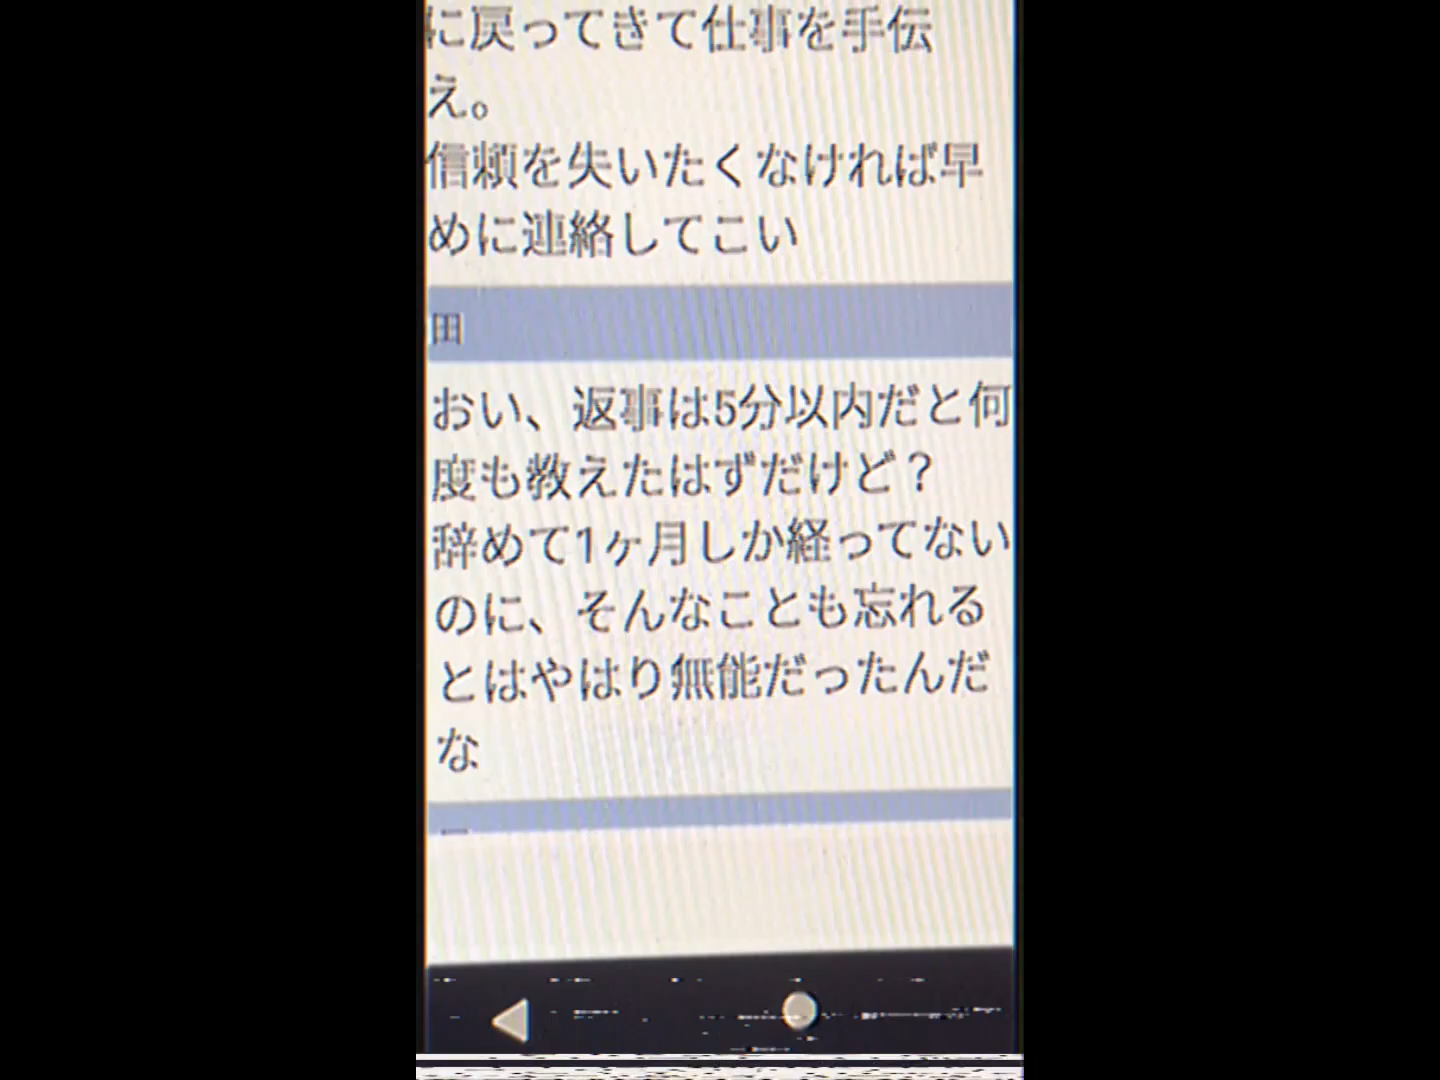 に戻ってきて仕事を手伝
え。
信頼を失いたくなければ早
めに連絡してこい
田
おい、返事は5分以内だと何
度も教えたはずだけど?
辞めて1ヶ月しか経ってない
のに、そんなことも忘れる
とはやはり無能だったんだ
な